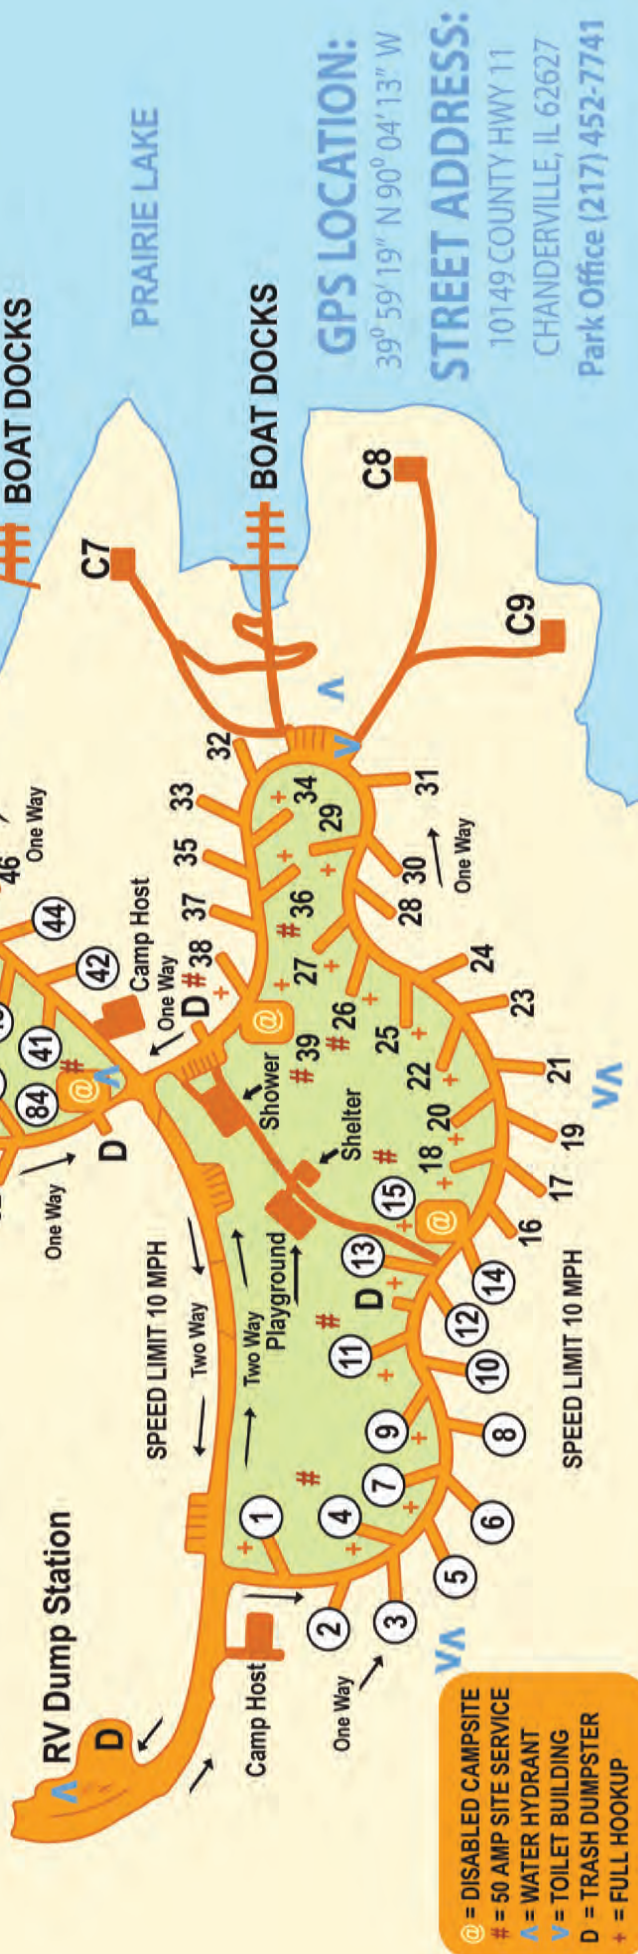 PRAIRIE LAKE
BOAT DOCKS
BOAT DOCKS
GPS LOCATION:
39⁰ 59' 19" N 90⁰ 04' 13" W
STREET ADDRESS:
10149 COUNTY HWY 11
CHANDERVILLE, IL 62627
Park Office (217) 452-7741
C7
C8
C9
46
One Way
44
42
41
84
@
#
Λ
D
One Way
Camp Host
One Way
D
#
38
+
37
35
33
32
Λ
V
34
+
29
+
+
36
#
31
30
One Way
28
27
+
26
+
#
39
#
@
+
25
+
24
23
22
+
21
20
+
19
18
+
17
16
VΛ
Shower
Shelter
#
Playground
15
+
@
13
+
D
14
12
11
+
10
#
9
+
8
7
+
6
#
5
4
+
3
2
1
+
SPEED LIMIT 10 MPH
Two Way
Two Way
SPEED LIMIT 10 MPH
RV Dump Station
D
Λ
Camp Host
One Way
VΛ
@ = DISABLED CAMPSITE
# = 50 AMP SITE SERVICE
Λ = WATER HYDRANT
V = TOILET BUILDING
D = TRASH DUMPSTER
+ = FULL HOOKUP